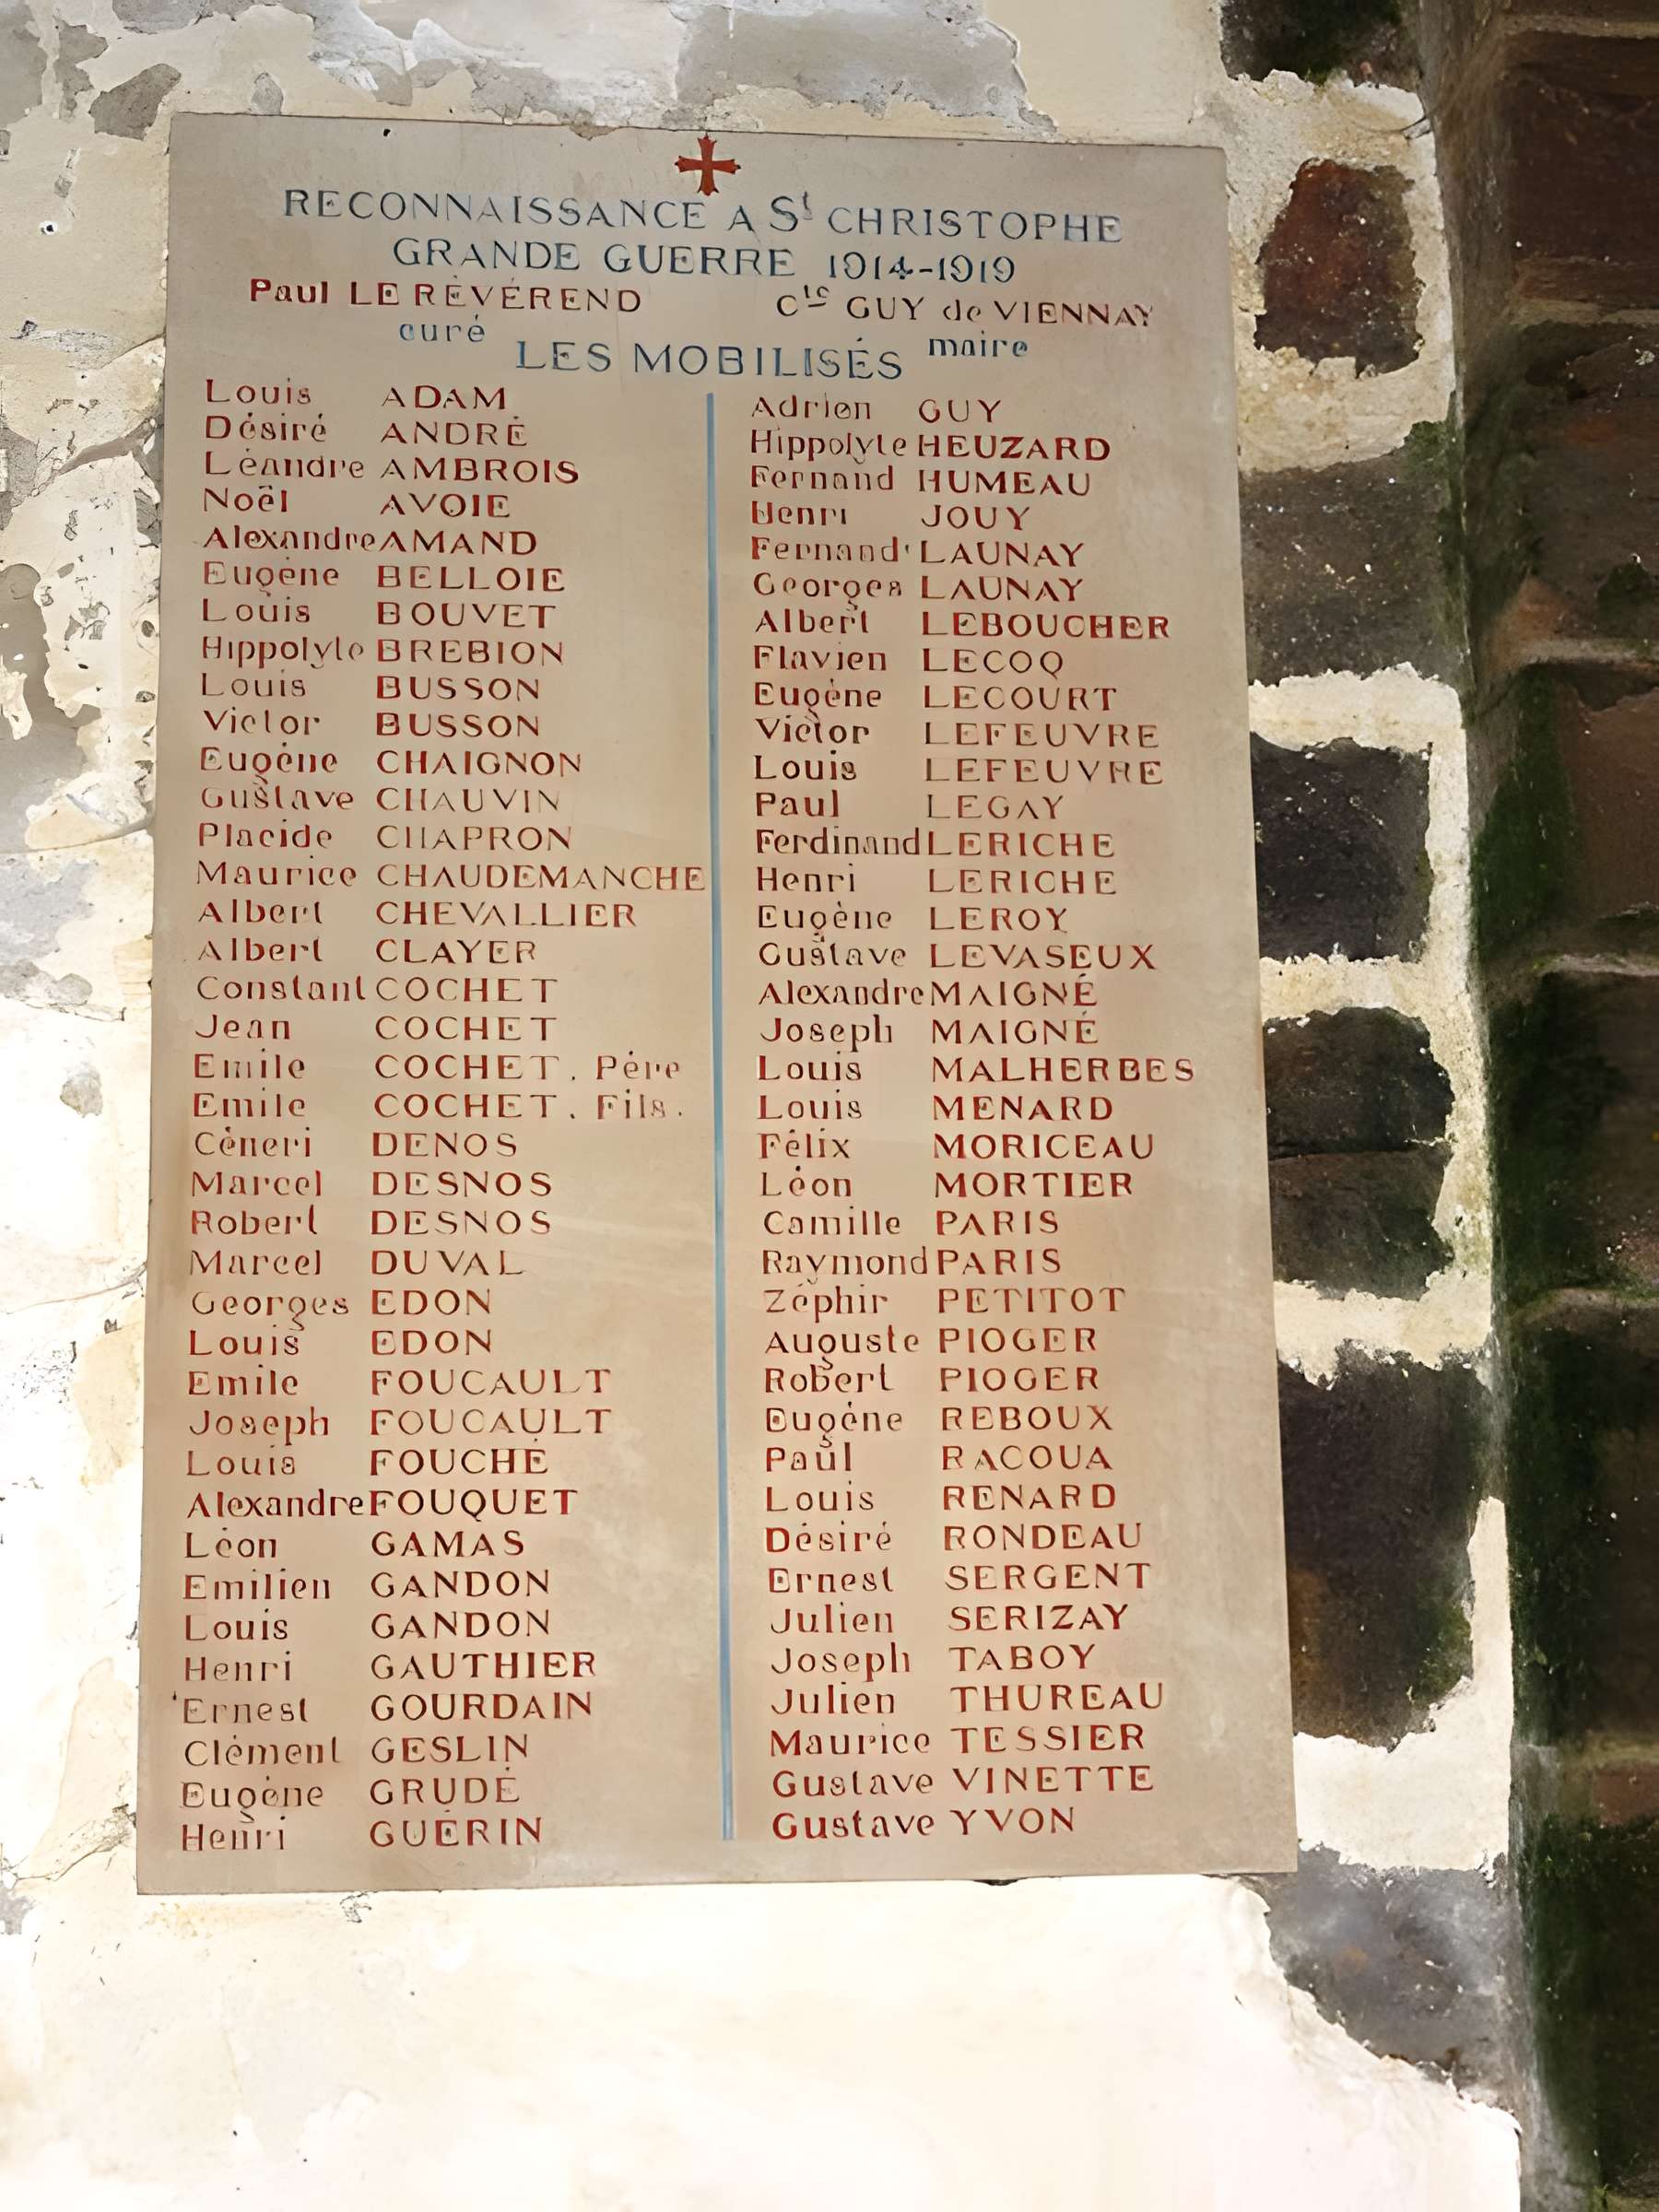 RECONNAISSANCE A St CHRISTOPHE
GRANDE GUERRE 1914-1919
Paul LE RÉVÉREND Cte GUY de VIENNAY
curé maire
LES MOBILISÉS
Louis ADAM
Désiré ANDRÉ
Léandre AMBROIS
Noël AVOIE
Alexandre AMAND
Eugène BELLOIE
Louis BOUVET
Hippolyte BREBION
Louis BUSSON
Victor BUSSON
Eugène CHAIGNON
Gustave CHAUVIN
Placide CHAPRON
Maurice CHAUDEMANCHE
Albert CHEVALLIER
Albert CLAYER
Constant COCHET
Jean COCHET
Emile COCHET. Père
Emile COCHET. Fils.
Céneri DENOS
Marcel DESNOS
Robert DESNOS
Marcel DUVAL
Georges EDON
Louis EDON
Emile FOUCAULT
Joseph FOUCAULT
Louis FOUCHÉ
Alexandre FOUQUET
Léon GAMAS
Emilien GANDON
Louis GANDON
Henri GAUTHIER
Ernest GOURDAIN
Clément GESLIN
Eugène GRUDÉ
Henri GUÉRIN
Adrien GUY
Hippolyte HEUZARD
Fernand HUMEAU
Henri JOUY
Fernand LAUNAY
Georges LAUNAY
Albert LEBOUCHER
Flavien LECOQ
Eugène LECOURT
Victor LEFEUVRE
Louis LEFEUVRE
Paul LEGAY
Ferdinand LERICHE
Henri LERICHE
Eugène LEROY
Gustave LEVASEUX
Alexandre MAIGNÉ
Joseph MAIGNÉ
Louis MALHERBES
Louis MENARD
Félix MORICEAU
Léon MORTIER
Camille PARIS
Raymond PARIS
Zéphir PETITOT
Auguste PIOGER
Robert PIOGER
Eugène REBOUX
Paul RACOUA
Louis RENARD
Désiré RONDEAU
Ernest SERGENT
Julien SERIZAY
Joseph TABOY
Julien THUREAU
Maurice TESSIER
Gustave VINETTE
Gustave YVON